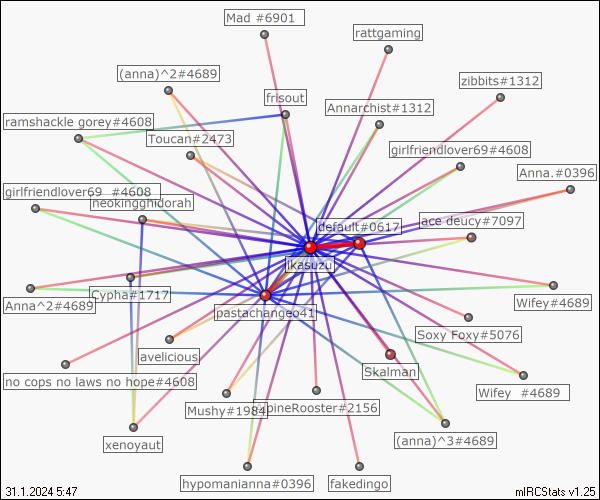 Mad #6901
rattgaming
(anna)^2#4689
zibbits#1312
frisout
Annarchist#1312
ramshackle gorey#4608
Toucan#2473
girlfriendlover69#4608
Anna.#0396
girlfriendlover69 #4608
neokingghidorah
ace deucy#7097
default#0617
ikasuzu
Cypha#1717
Anna^2#4689
Wifey#4689
pastachangeo41
Soxy Foxy#5076
avelicious
Skalman
no cops no laws no hope#4608
Wifey #4689
Mushy#1984
pineRooster#2156
xenoyaut
(anna)^3#4689
hypomanianna#0396
fakedingo
31.1.2024 5:47
mIRCStats v1.25